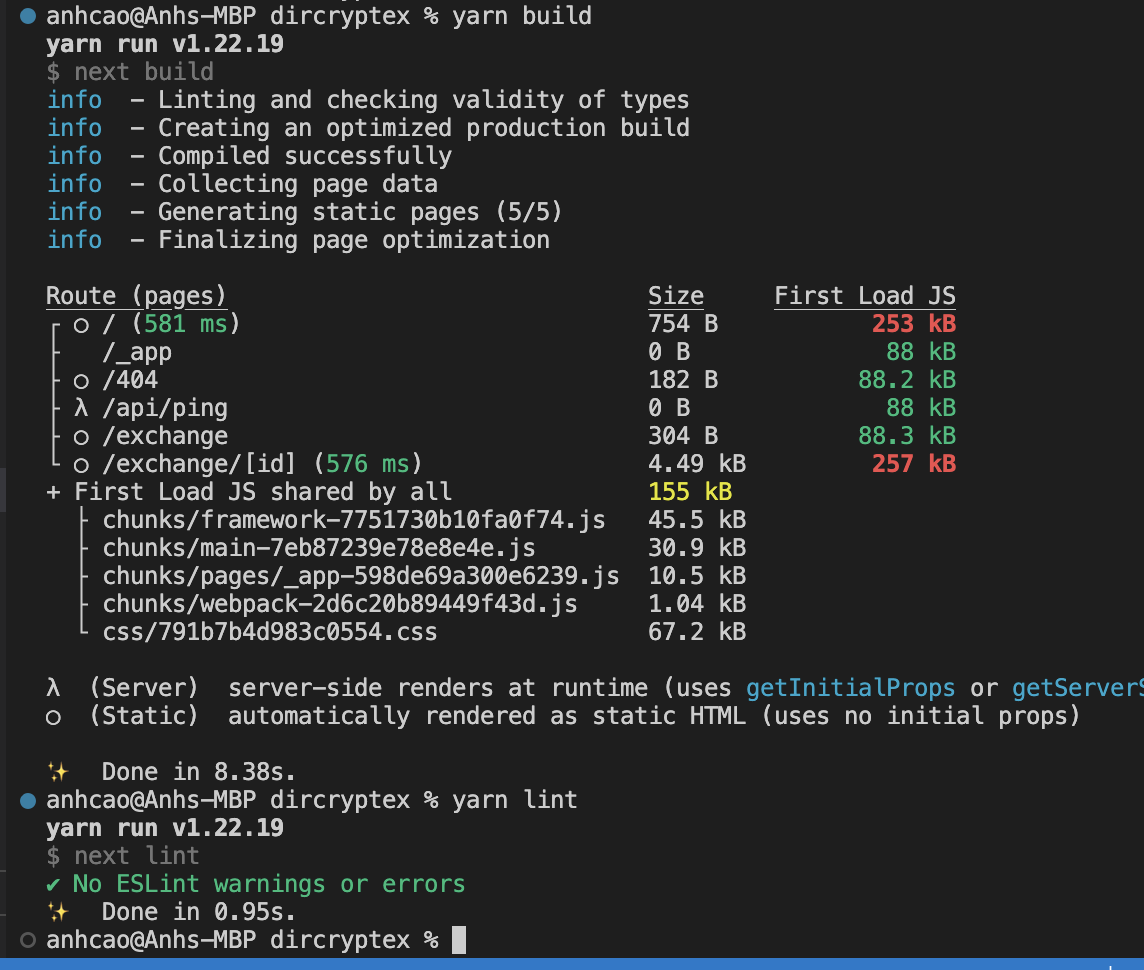 anhcao@Anhs-MBP dircryptex % yarn build
yarn run v1.22.19
$ next build
info  - Linting and checking validity of types
info  - Creating an optimized production build
info  - Compiled successfully
info  - Collecting page data
info  - Generating static pages (5/5)
info  - Finalizing page optimization
Route (pages)                              Size     First Load JS
┌ ○ / (581 ms)                             754 B           253 kB
├   /_app                                  0 B              88 kB
├ ○ /404                                   182 B          88.2 kB
├ λ /api/ping                              0 B              88 kB
├ ○ /exchange                              304 B          88.3 kB
└ ○ /exchange/[id] (576 ms)                4.49 kB         257 kB
+ First Load JS shared by all              155 kB
  ├ chunks/framework-7751730b10fa0f74.js   45.5 kB
  ├ chunks/main-7eb87239e78e8e4e.js        30.9 kB
  ├ chunks/pages/_app-598de69a300e6239.js  10.5 kB
  ├ chunks/webpack-2d6c20b89449f43d.js     1.04 kB
  └ css/791b7b4d983c0554.css               67.2 kB
λ  (Server)  server-side renders at runtime (uses getInitialProps or getServerS
○  (Static)  automatically rendered as static HTML (uses no initial props)
✨  Done in 8.38s.
anhcao@Anhs-MBP dircryptex % yarn lint
yarn run v1.22.19
$ next lint
✔ No ESLint warnings or errors
✨  Done in 0.95s.
anhcao@Anhs-MBP dircryptex %